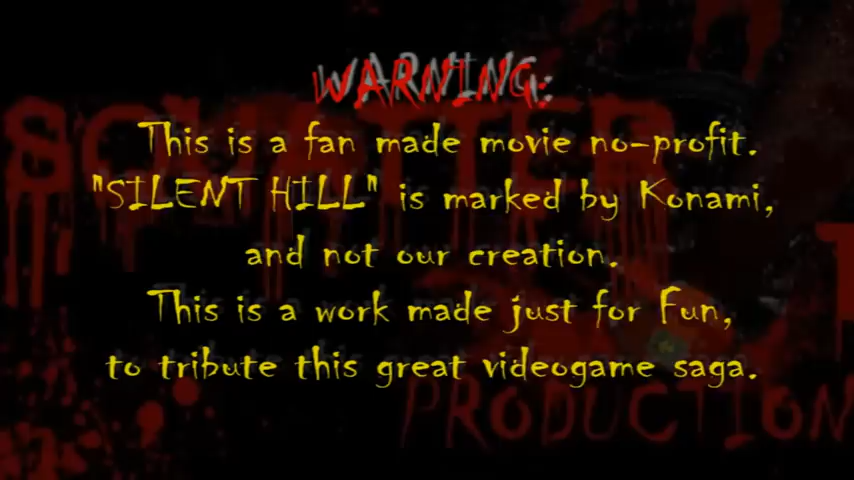 WARNING:
This is a fan made movie no-profit.
"SILENT HILL" is marked by Konami,
and not our creation.
This is a work made just for Fun,
to tribute this great videogame saga.
PRODUCTION